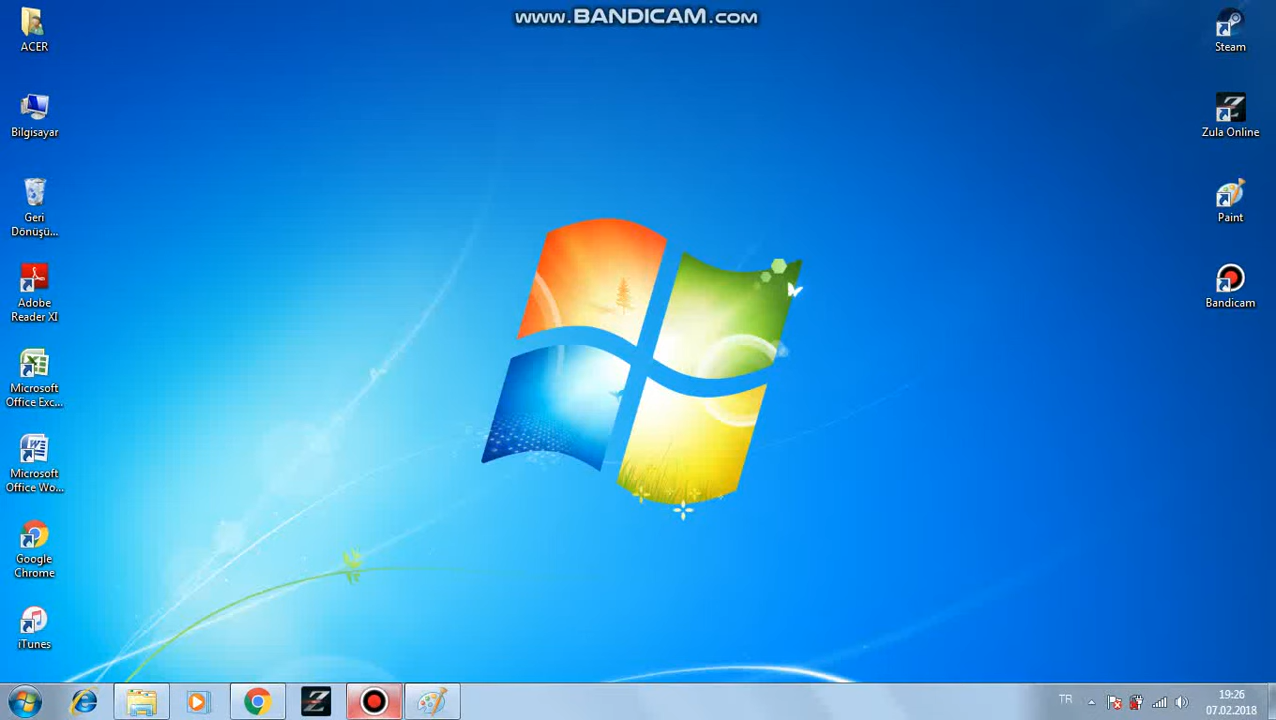 www.BANDICAM.com
ACER
Bilgisayar
Geri
Dönüşü...
Adobe
Reader XI
Microsoft
Office Exc...
Microsoft
Office Wo...
Google
Chrome
iTunes
Steam
Zula Online
Paint
Bandicam
TR
19:26
07.02.2018